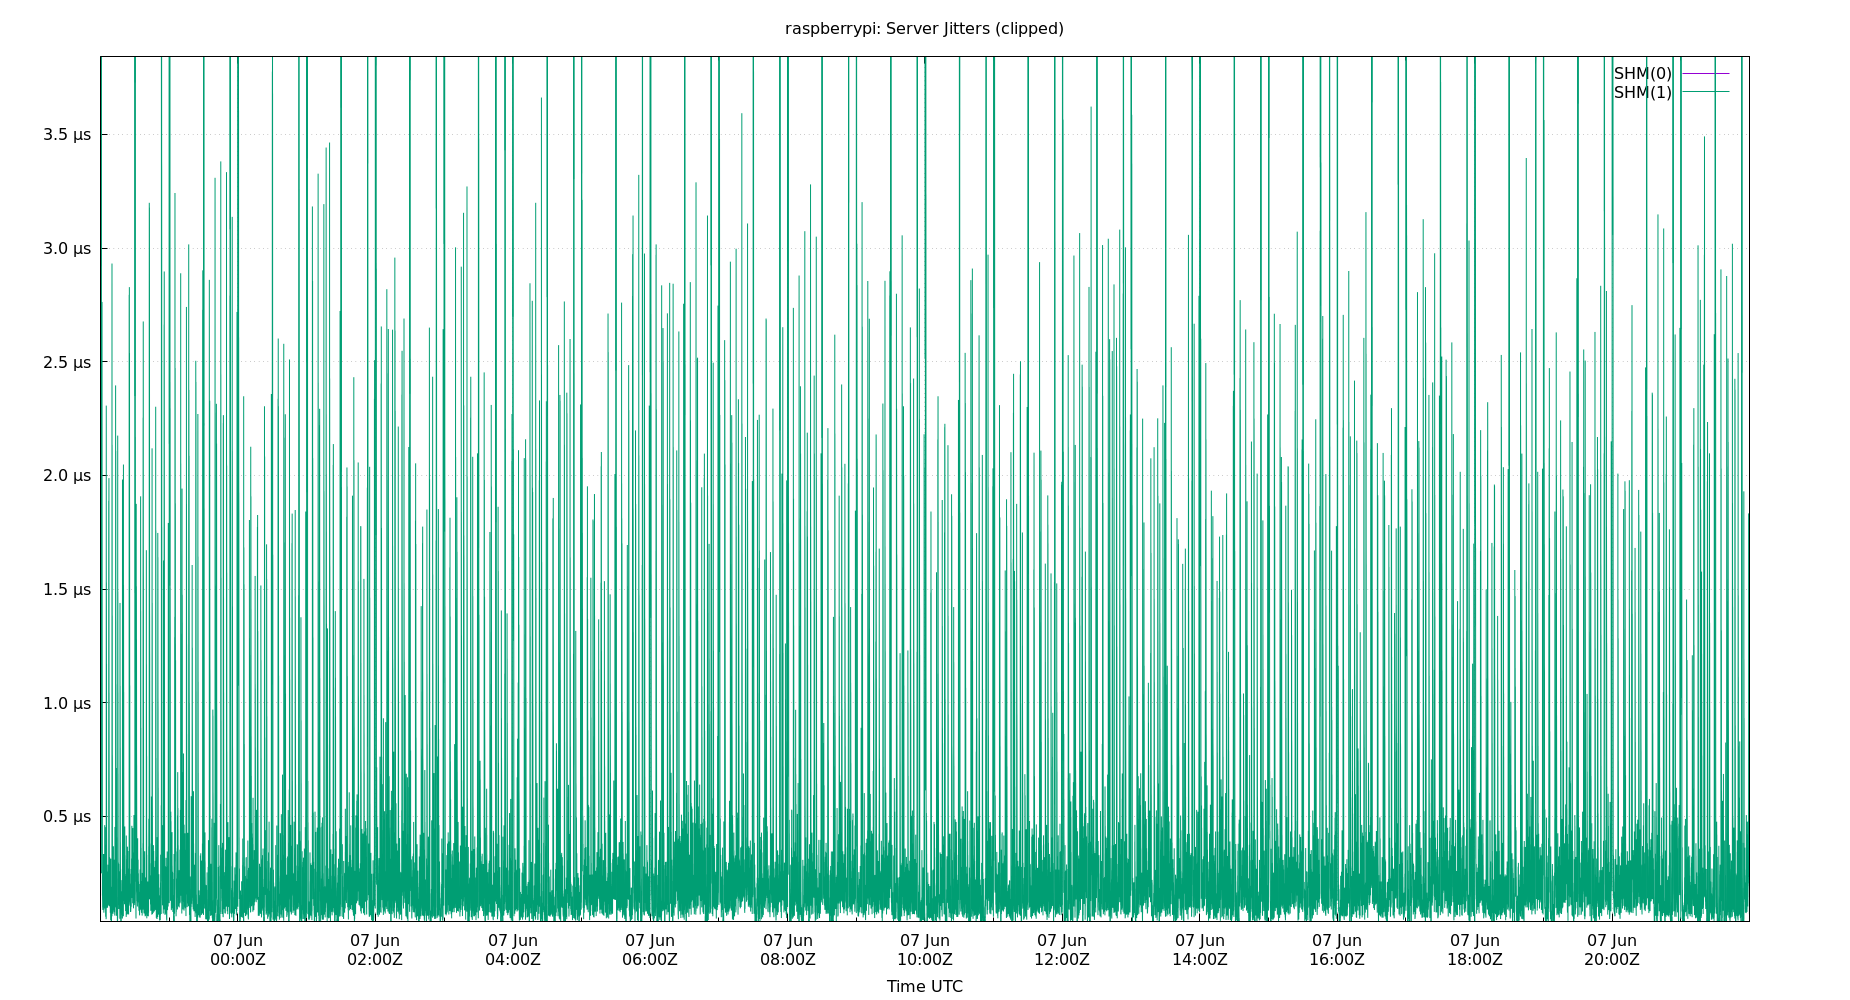 raspberrypi: Server Jitters (clipped)
SHM(0)
SHM(1)
3.5 µs
3.0 µs
2.5 µs
2.0 µs
1.5 µs
1.0 µs
0.5 µs
07 Jun 07 Jun 07 Jun 07 Jun 07 Jun 07 Jun 07 Jun 07 Jun 07 Jun 07 Jun 07 Jun
00:00Z 02:00Z 04:00Z 06:00Z 08:00Z 10:00Z 12:00Z 14:00Z 16:00Z 18:00Z 20:00Z
Time UTC